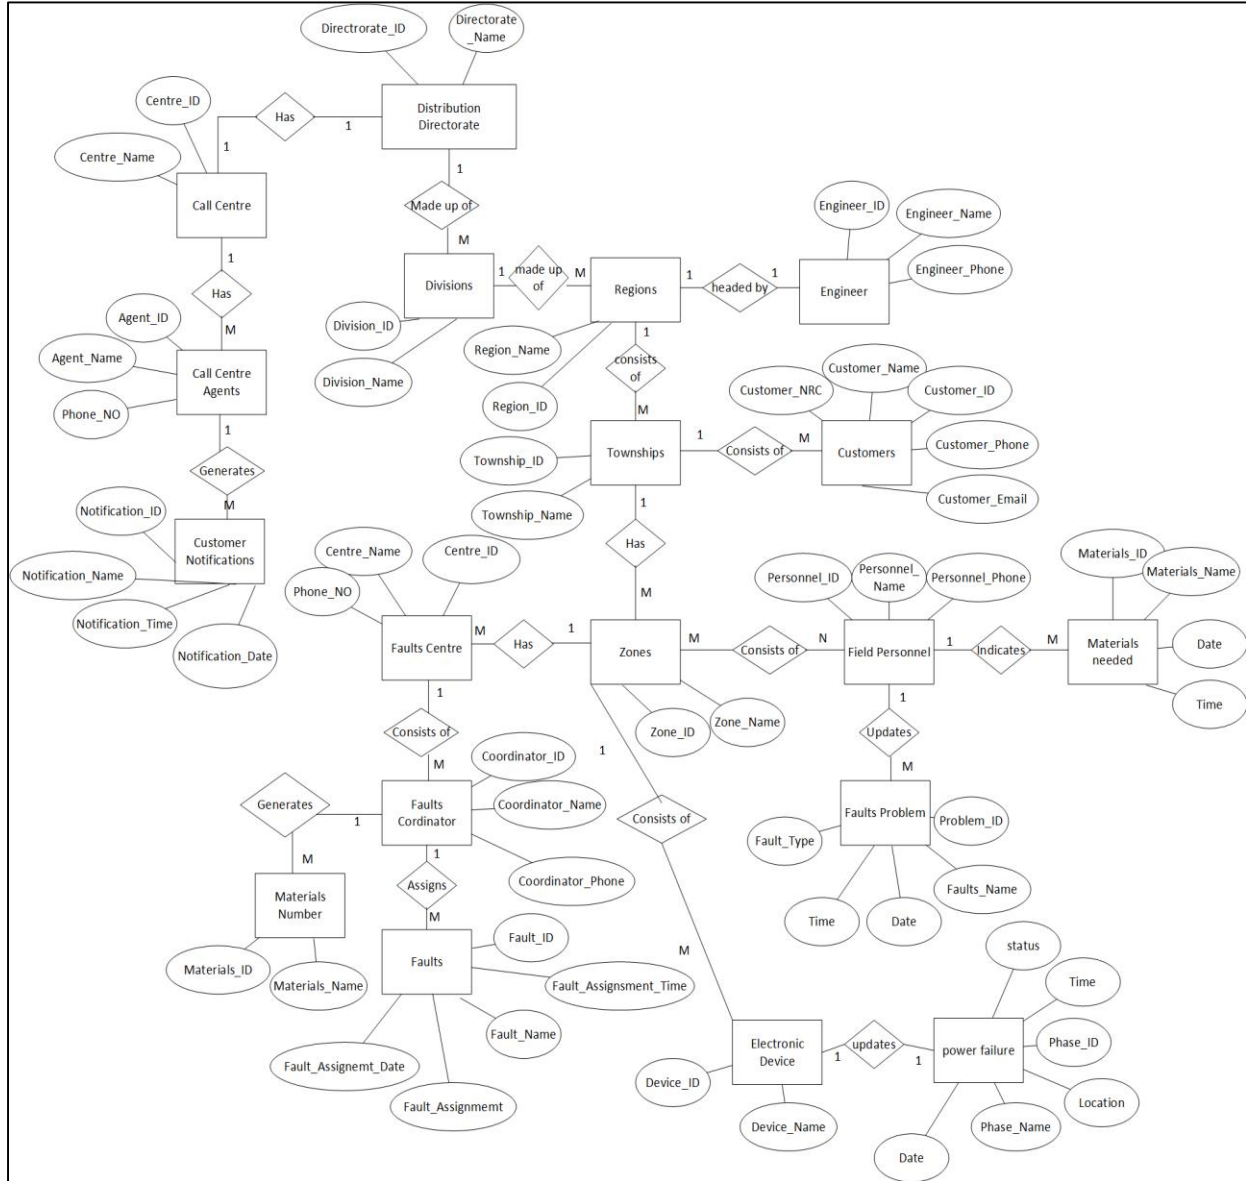 Directrorate_ID
Directorate
_Name
Centre_ID
Has
Distribution
Directorate
1
1
Centre_Name
1
Call Centre
Made up of
Engineer_ID
Engineer_Name
M
1
Has
Divisions
1
made up
of
M
Regions
1
headed by
1
Engineer
Engineer_Phone
Agent_ID
M
Division_ID
Region_Name
1
Agent_Name
Call Centre
Agents
Division_Name
consists
of
Customer_Name
Customer_NRC
Customer_ID
Phone_NO
Region_ID
M
1
Township_ID
Townships
1
Consists of
M
Customers
Customer_Phone
Generates
Township_Name
Customer_Email
M
Notification_ID
1
Customer
Notifications
Centre_Name
Centre_ID
Has
Notification_Name
Phone_NO
Personnel_ID
Personnel_
Name
Personnel_Phone
Materials_ID
Materials_Name
Notification_Time
M
Notification_Date
Faults Centre
M
Has
1
Zones
M
Consists of
N
Field Personnel
1
Indicates
M
Materials
needed
Date
1
Zone_ID
Zone_Name
1
Time
Consists of
1
Updates
M
Coordinator_ID
M
Generates
1
Faults
Cordinator
Coordinator_Name
Consists of
Faults Problem
Problem_ID
Fault_Type
M
1
Coordinator_Phone
Faults_Name
Materials
Number
Assigns
Time
Date
M
Fault_ID
status
Materials_ID
Materials_Name
Faults
Fault_Assignsment_Time
M
Time
Fault_Name
Fault_Assignemt_Date
Fault_Assignmemt
Device_ID
Electronic
Device
1
updates
1
power failure
Phase_ID
Location
Device_Name
Phase_Name
Date